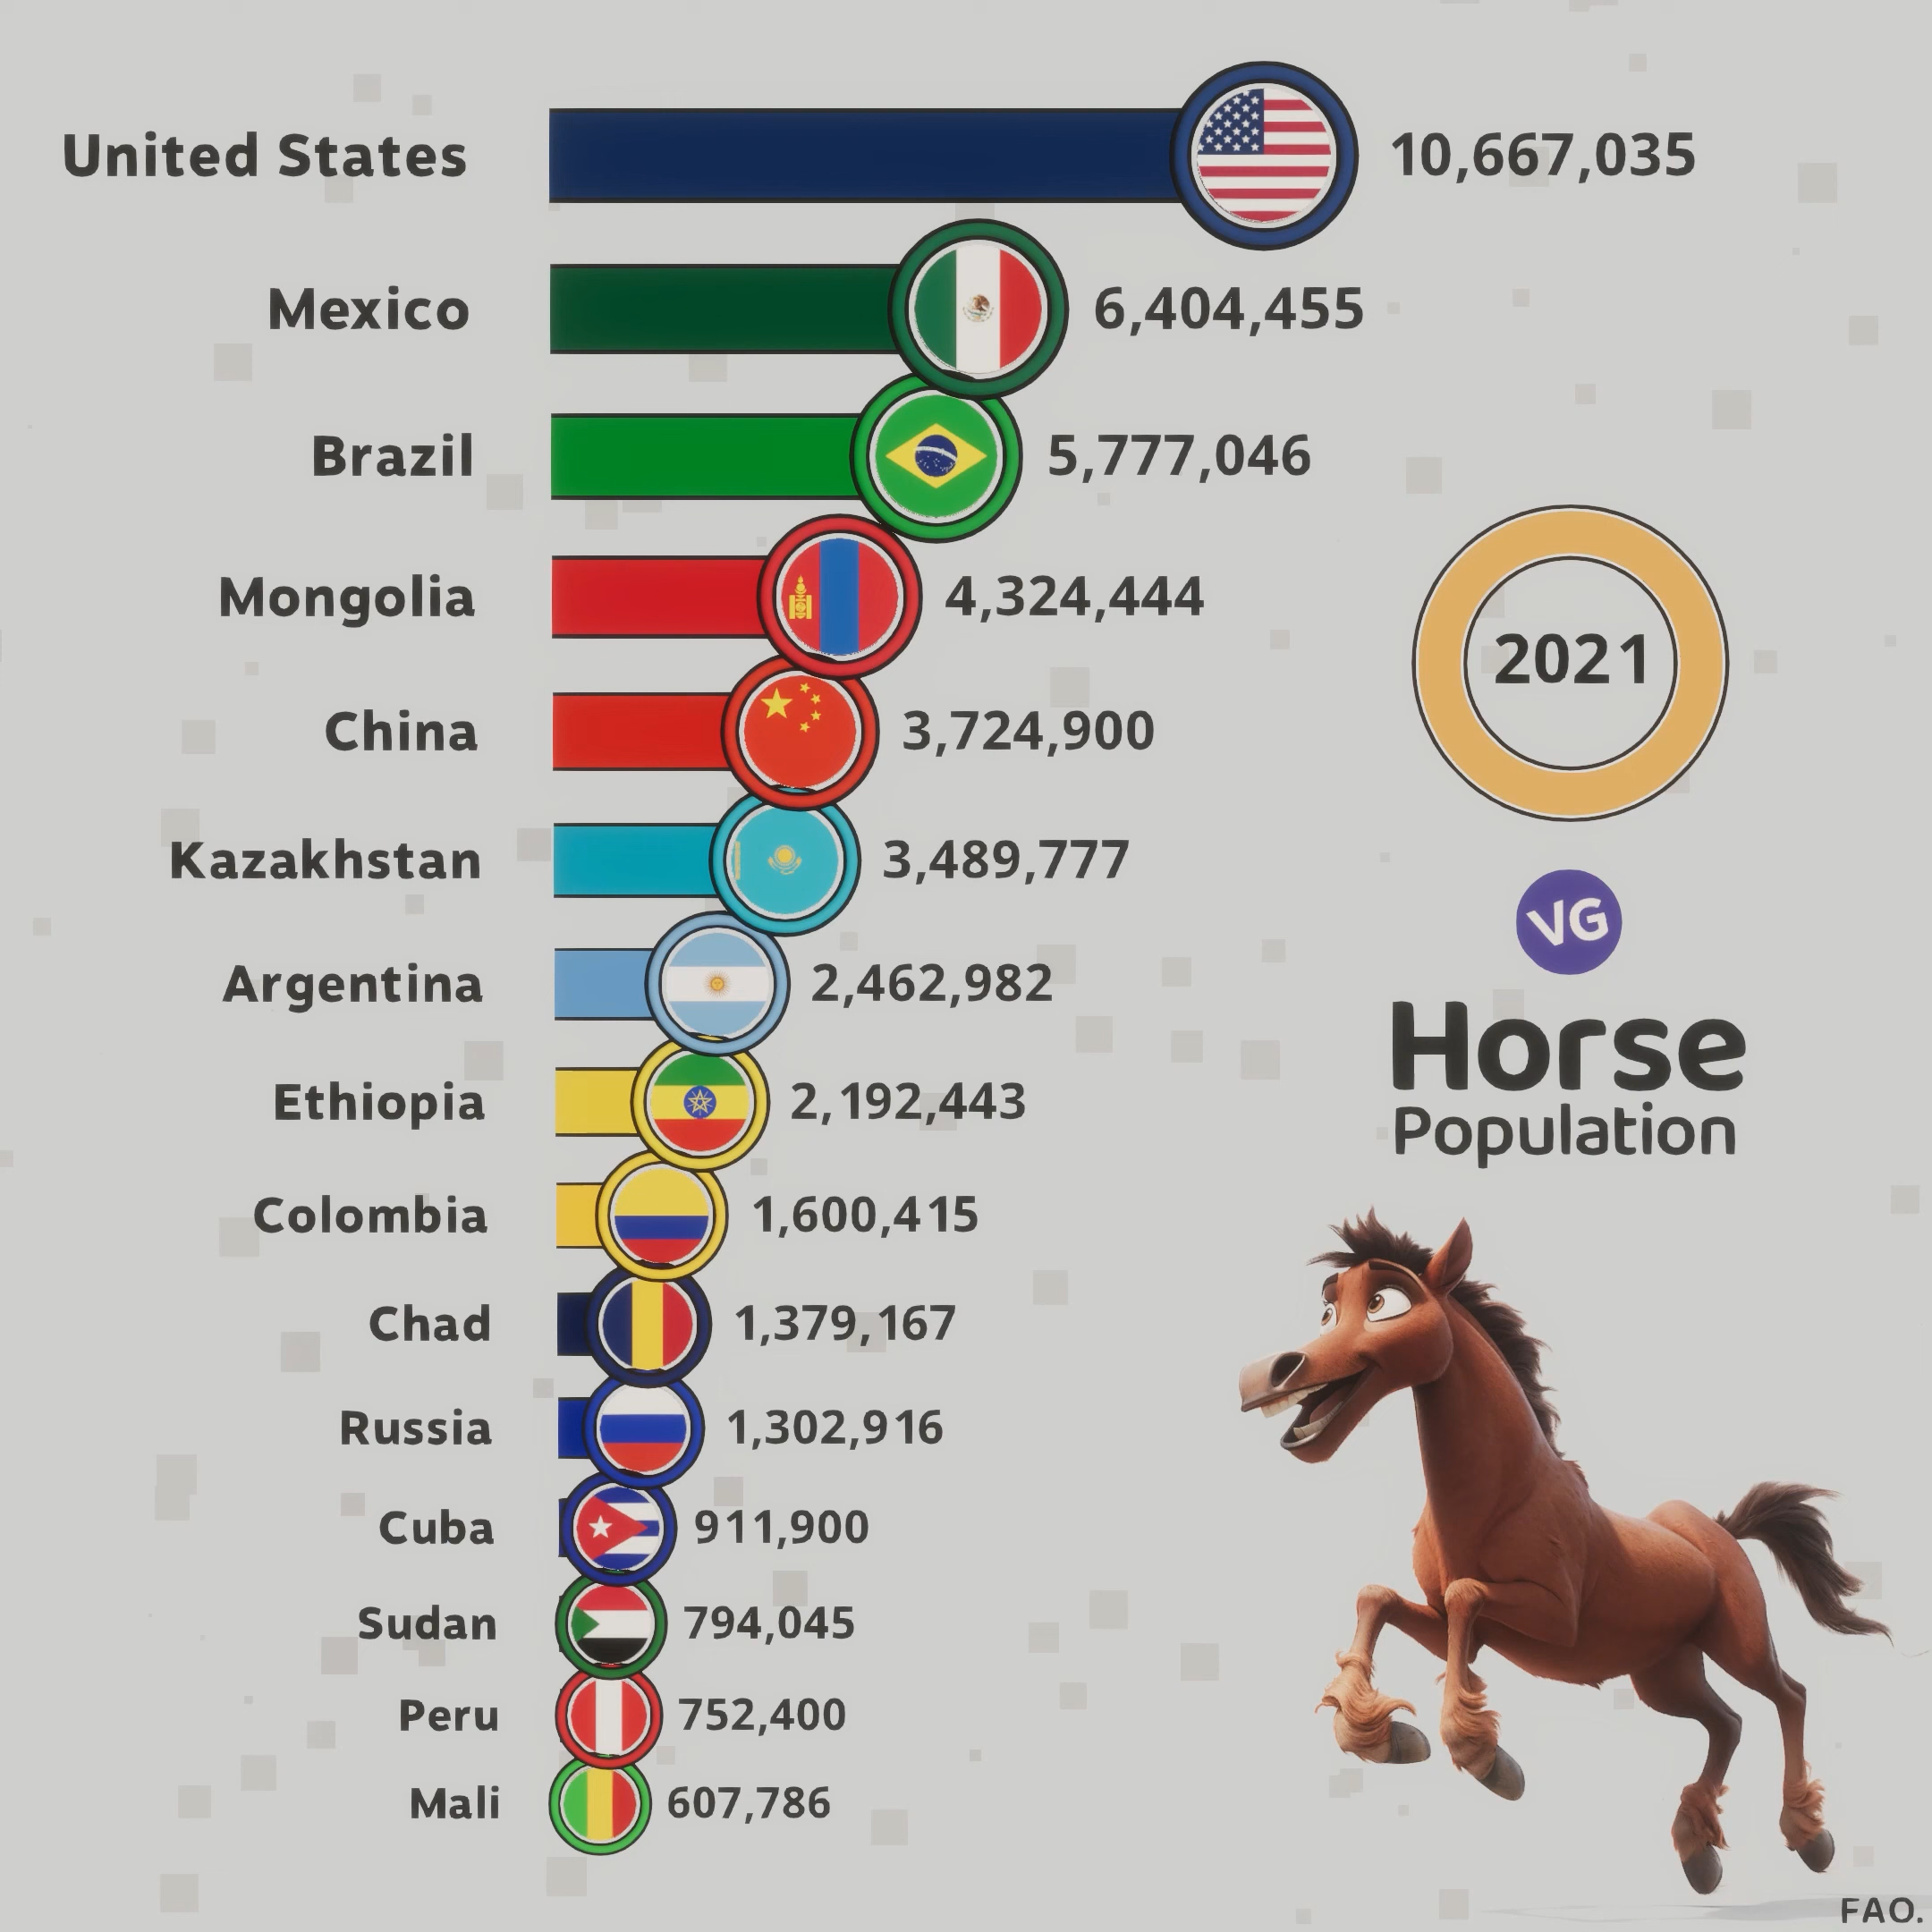 United States 10,667,035
Mexico 6,404,455
Brazil 5,777,046
Mongolia 4,324,444
China 3,724,900
Kazakhstan 3,489,777
Argentina 2,462,982
Ethiopia 2,192,443
Colombia 1,600,415
Chad 1,379,167
Russia 1,302,916
Cuba 911,900
Sudan 794,045
Peru 752,400
Mali 607,786
2021
VG
Horse
Population
FAO.